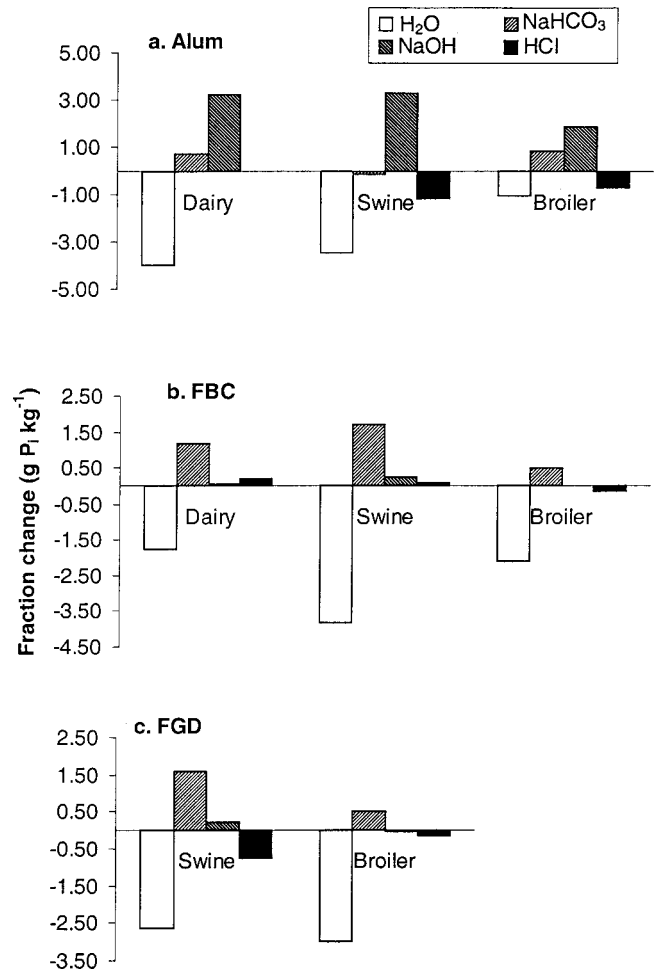 H₂O NaHCO₃
NaOH HCl
a. Alum
5.00
3.00
1.00
-1.00
-3.00
-5.00
Dairy Swine Broiler
Fraction change (g Pᵢ kg⁻¹)
b. FBC
2.50
1.50
0.50
-0.50
-1.50
-2.50
-3.50
-4.50
Dairy Swine Broiler
c. FGD
2.50
1.50
0.50
-0.50
-1.50
-2.50
-3.50
Swine Broiler